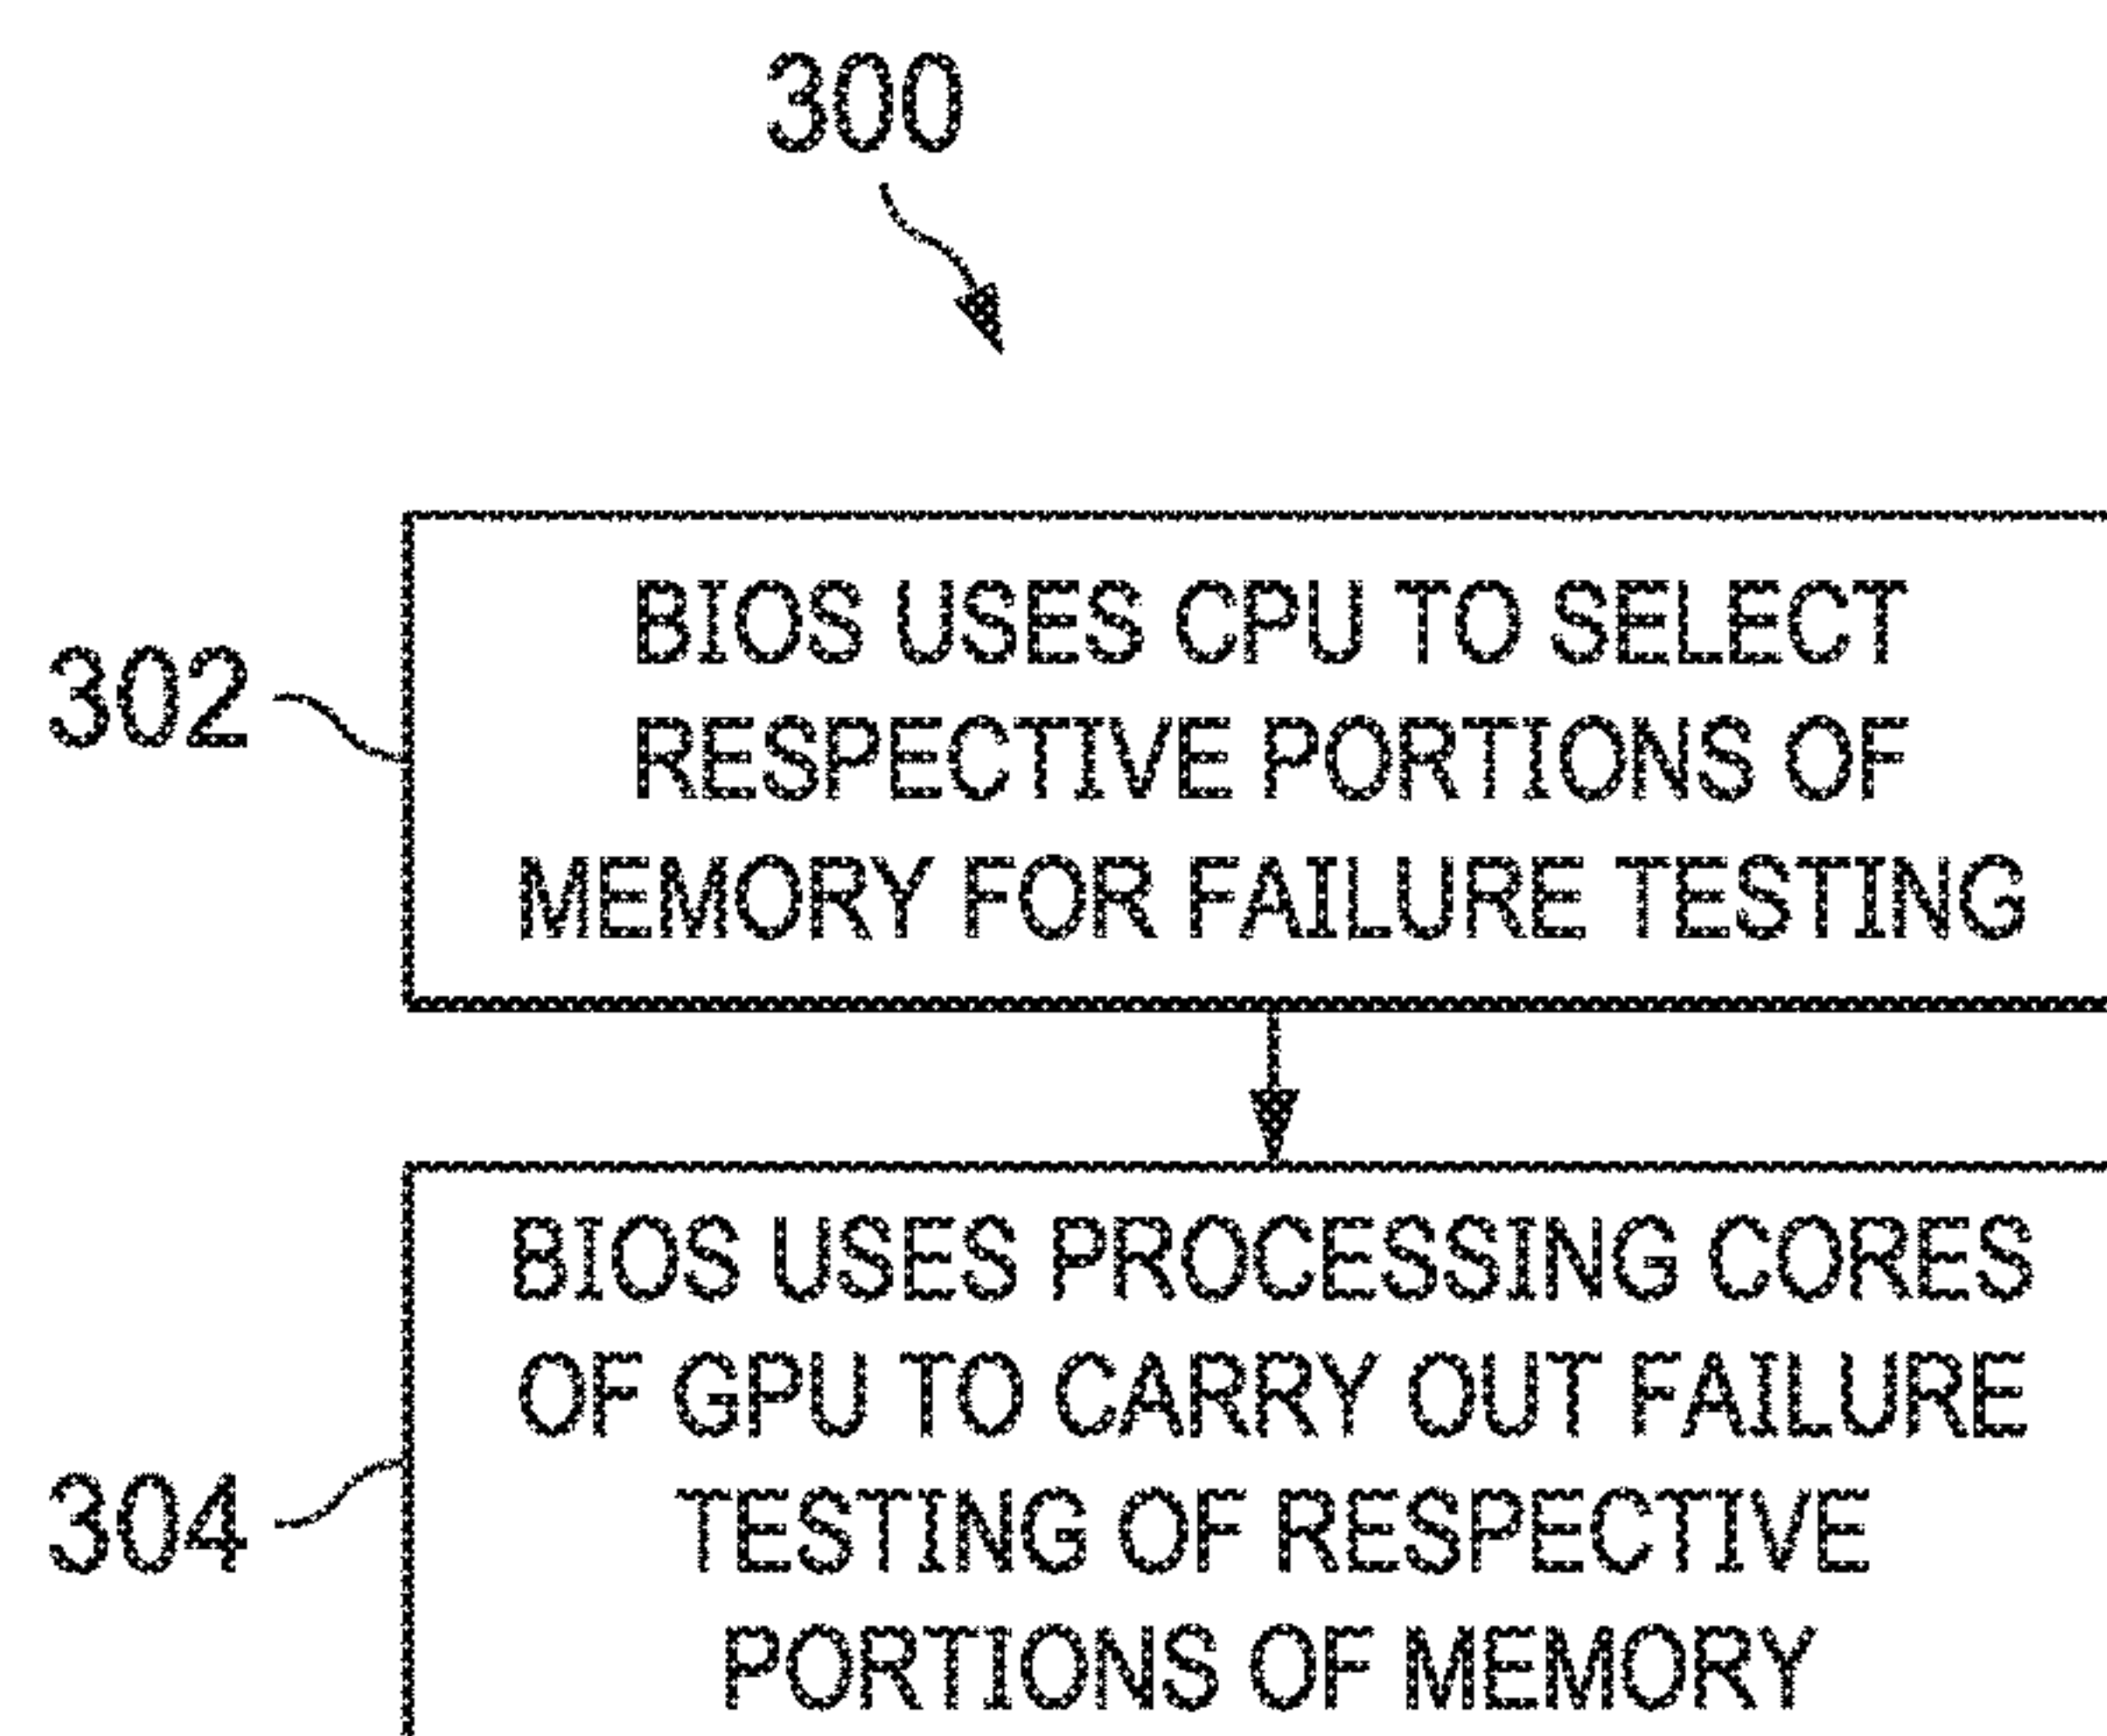 300
302
BIOS USES CPU TO SELECT
RESPECTIVE PORTIONS OF
MEMORY FOR FAILURE TESTING
304
BIOS USES PROCESSING CORES
OF GPU TO CARRY OUT FAILURE
TESTING OF RESPECTIVE
PORTIONS OF MEMORY